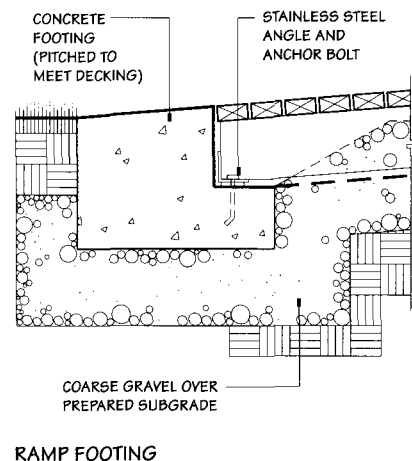 CONCRETE
FOOTING
(PITCHED TO
MEET DECKING)
STAINLESS STEEL
ANGLE AND
ANCHOR BOLT
COARSE GRAVEL OVER
PREPARED SUBGRADE
RAMP FOOTING